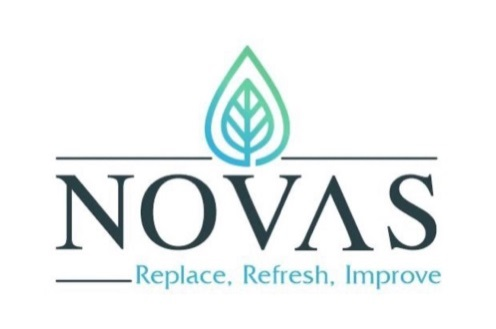 NOVAS
Replace, Refresh, Improve